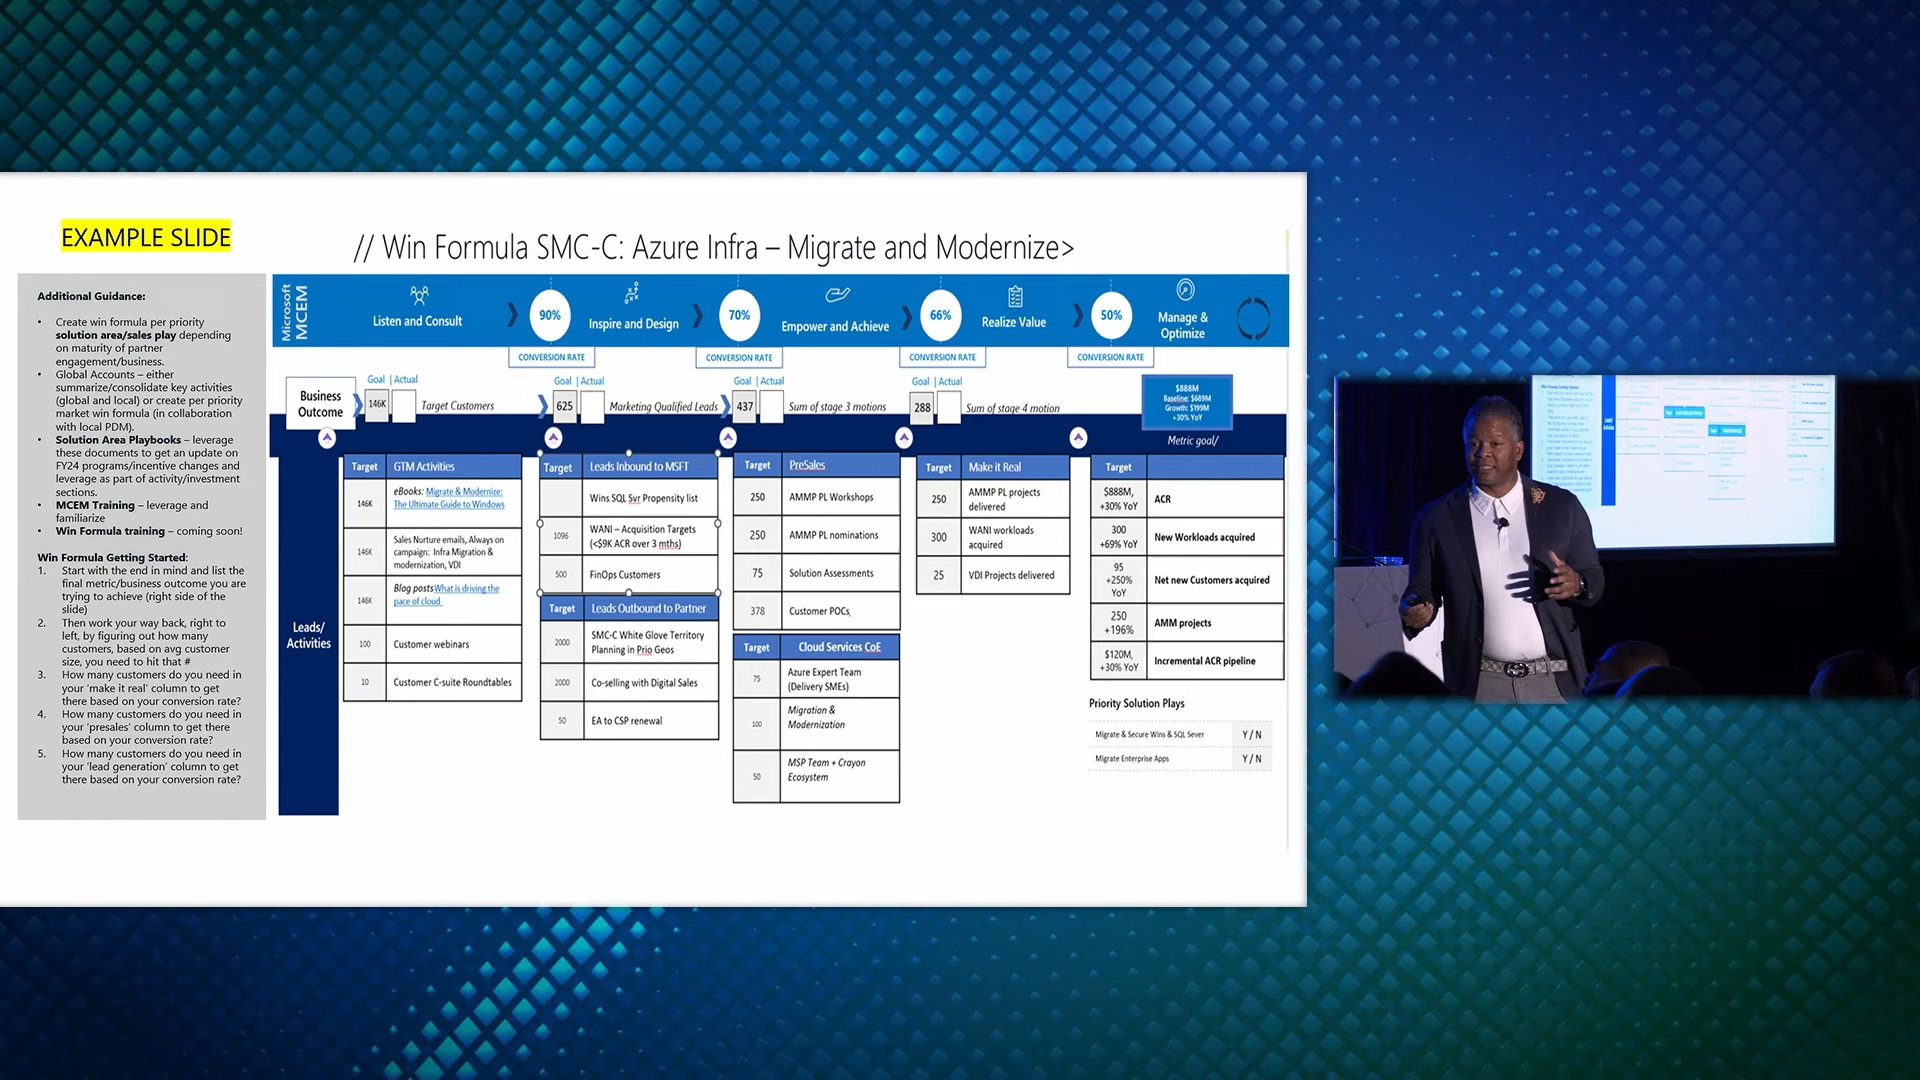 EXAMPLE SLIDE
// Win Formula SMC-C: Azure Infra – Migrate and Modernize>
Additional Guidance:
• Create win formula per priority
solution area/sales play depending
on maturity of partner
engagement/business.
• Global Accounts – either
summarize/consolidate key activities
(global and local) or create per priority
market win formula (in collaboration
with local PDM).
• Solution Area Playbooks – leverage
these documents to get an update on
FY24 programs/incentive changes and
leverage as part of activity/investment
sections.
• MCEM Training – leverage and
familiarize
• Win Formula training – coming soon!
Win Formula Getting Started:
1. Start with the end in mind and list the
final metric/business outcome you are
trying to achieve (right side of the
slide)
2. Then work your way back, right to
left, by figuring out how many
customers, based on avg customer
size, you need to hit that #
3. How many customers do you need in
your 'make it real' column to get
there based on your conversion rate?
4. How many customers do you need in
your 'presales' column to get there
based on your conversion rate?
5. How many customers do you need in
your 'lead generation' column to get
there based on your conversion rate?
Microsoft
MCEM
Listen and Consult
90%
Inspire and Design
70%
Empower and Achieve
66%
Realize Value
50%
Manage &
Optimize
CONVERSION RATE
CONVERSION RATE
CONVERSION RATE
CONVERSION RATE
Business
Outcome
Goal | Actual
146K
Target Customers
Goal | Actual
625
Marketing Qualified Leads
Goal | Actual
437
Sum of stage 3 motions
Goal | Actual
288
Sum of stage 4 motion
$888M
Baseline: $689M
Growth: $199M
+30% YoY
Metric goal/
Leads/
Activities
Target GTM Activities
146K eBooks: Migrate & Modernize:
The Ultimate Guide to Windows
146K Sales Nurture emails, Always on
campaign: Infra Migration &
modernization, VDI
146K Blog postsWhat is driving the
pace of cloud
100 Customer webinars
10 Customer C-suite Roundtables
Target Leads Inbound to MSFT
Wins SQL Svr Propensity list
1096 WANI – Acquisition Targets
(<$9K ACR over 3 mths)
500 FinOps Customers
Target Leads Outbound to Partner
2000 SMC-C White Glove Territory
Planning in Prio Geos
2000 Co-selling with Digital Sales
50 EA to CSP renewal
Target PreSales
250 AMMP PL Workshops
250 AMMP PL nominations
75 Solution Assessments
378 Customer POCs,
Target Cloud Services CoE
75 Azure Expert Team
(Delivery SMEs)
100 Migration &
Modernization
50 MSP Team + Crayon
Ecosystem
Target Make it Real
250 AMMP PL projects
delivered
300 WANI workloads
acquired
25 VDI Projects delivered
Target
$888M,
+30% YoY ACR
300
+69% YoY New Workloads acquired
95
+250%
YoY Net new Customers acquired
250
+196% AMM projects
$120M,
+30% YoY Incremental ACR pipeline
Priority Solution Plays
Migrate & Secure Wins & SQL Sever Y / N
Migrate Enterprise Apps Y / N